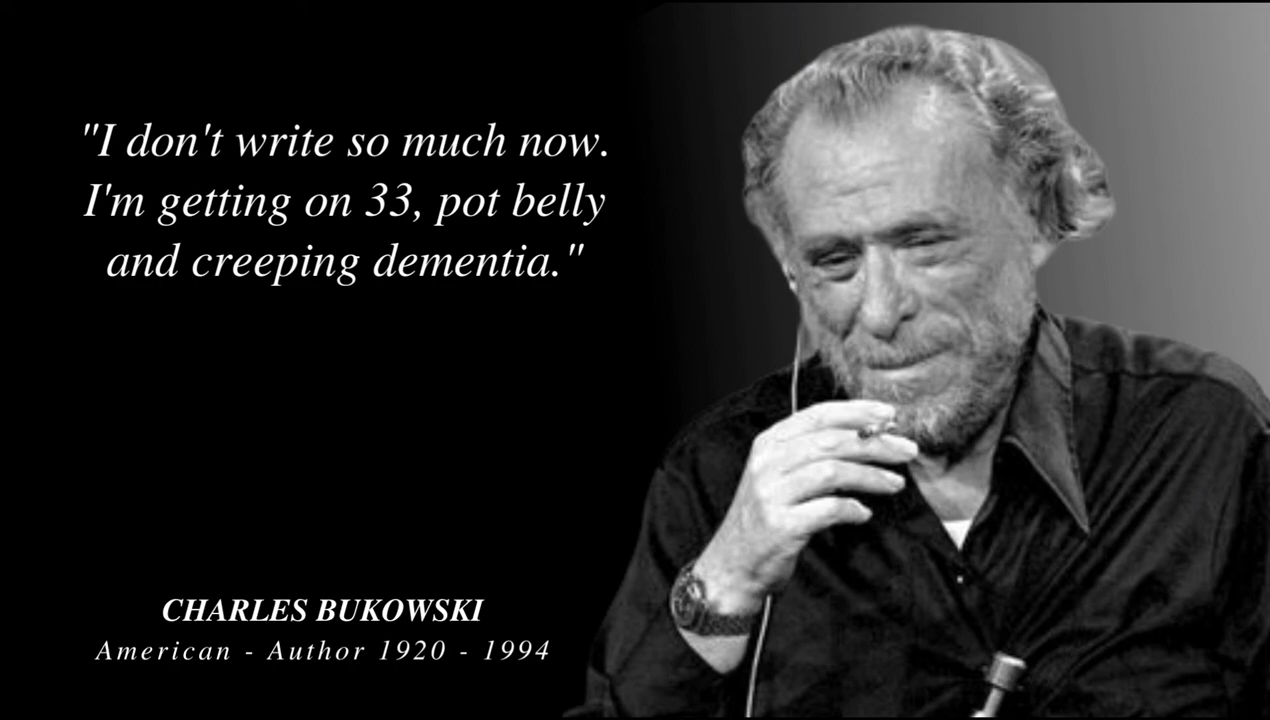 "I don't write so much now.
I'm getting on 33, pot belly
and creeping dementia."
CHARLES BUKOWSKI
American - Author 1920 - 1994